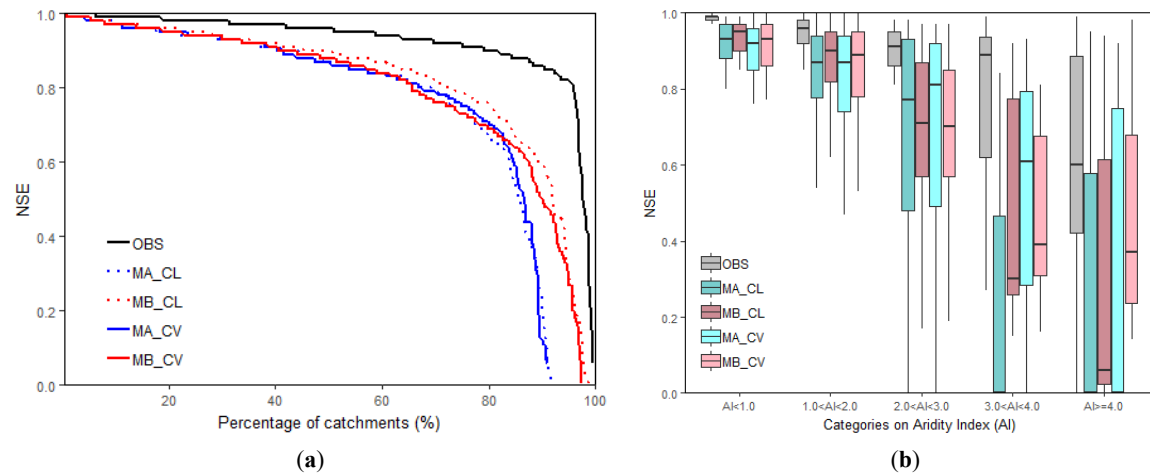 1.0
0.8
0.6
NSE
0.4
0.2
0.0
OBS
MA_CL
MB_CL
MA_CV
MB_CV
20
40
60
80
100
Percentage of catchments (%)
(a)
1.0
0.8
0.6
NSE
0.4
0.2
0.0
OBS
MA_CL
MB_CL
MA_CV
MB_CV
AI<1.0
1.0<AI<2.0
2.0<AI<3.0
3.0<AI<4.0
AI>=4.0
Categories on Aridity Index (AI)
(b)